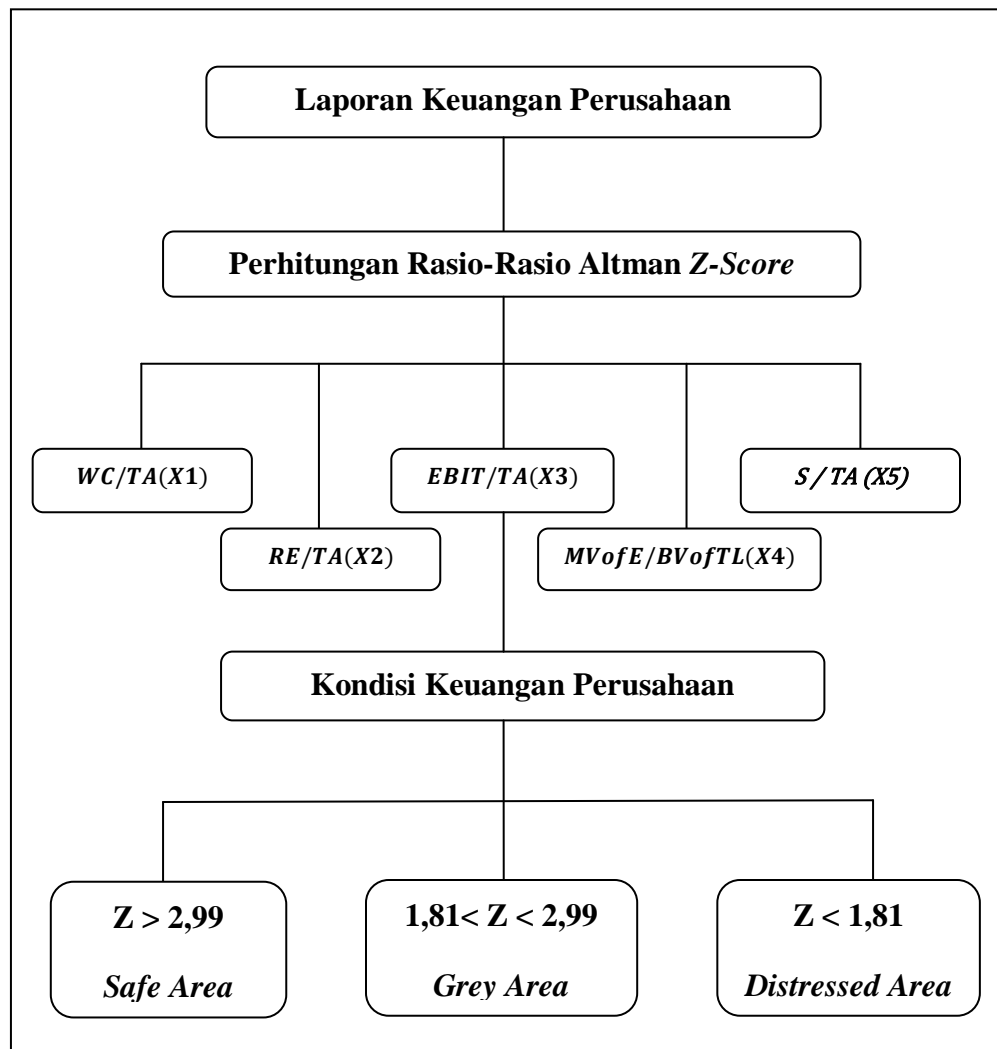 Laporan Keuangan Perusahaan
Perhitungan Rasio-Rasio Altman Z-Score
WC/TA(X1)
EBIT/TA(X3)
S / TA (X5)
RE/TA(X2)
MVofE/BVofTL(X4)
Kondisi Keuangan Perusahaan
Z > 2,99
Safe Area
1,81< Z < 2,99
Grey Area
Z < 1,81
Distressed Area